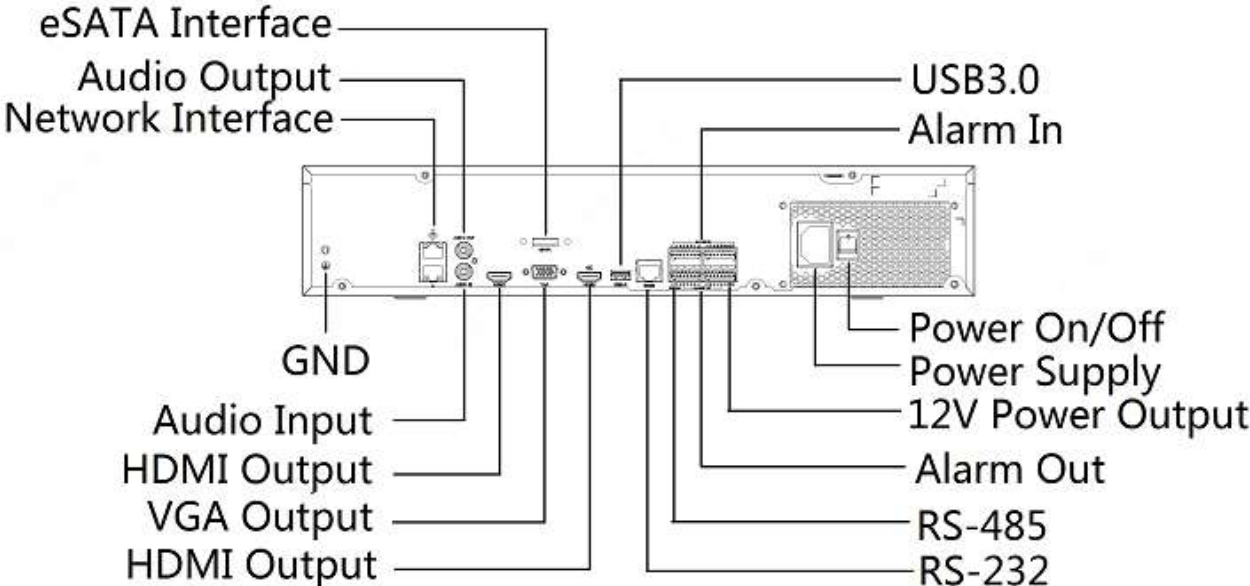 eSATA Interface
Audio Output
Network Interface
USB3.0
Alarm In
GND
Audio Input
HDMI Output
VGA Output
HDMI Output
Power On/Off
Power Supply
12V Power Output
Alarm Out
RS-485
RS-232